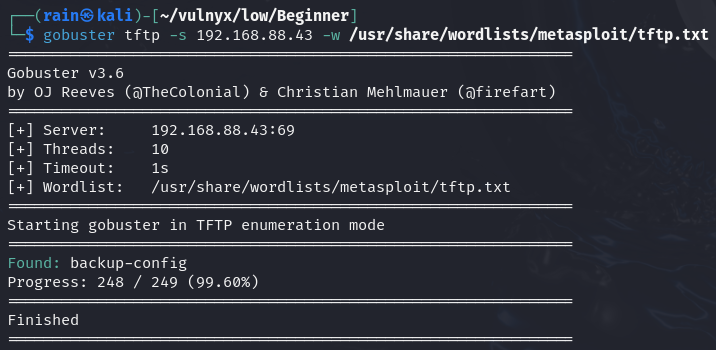 ┌──(rain㉿kali)-[~/vulnyx/low/Beginner]
└─$ gobuster tftp -s 192.168.88.43 -w /usr/share/wordlists/metasploit/tftp.txt
===============================================================
Gobuster v3.6
by OJ Reeves (@TheColonial) & Christian Mehlmauer (@firefart)
===============================================================
[+] Server:     192.168.88.43:69
[+] Threads:    10
[+] Timeout:    1s
[+] Wordlist:   /usr/share/wordlists/metasploit/tftp.txt
===============================================================
Starting gobuster in TFTP enumeration mode
===============================================================
Found: backup-config
Progress: 248 / 249 (99.60%)
===============================================================
Finished
===============================================================